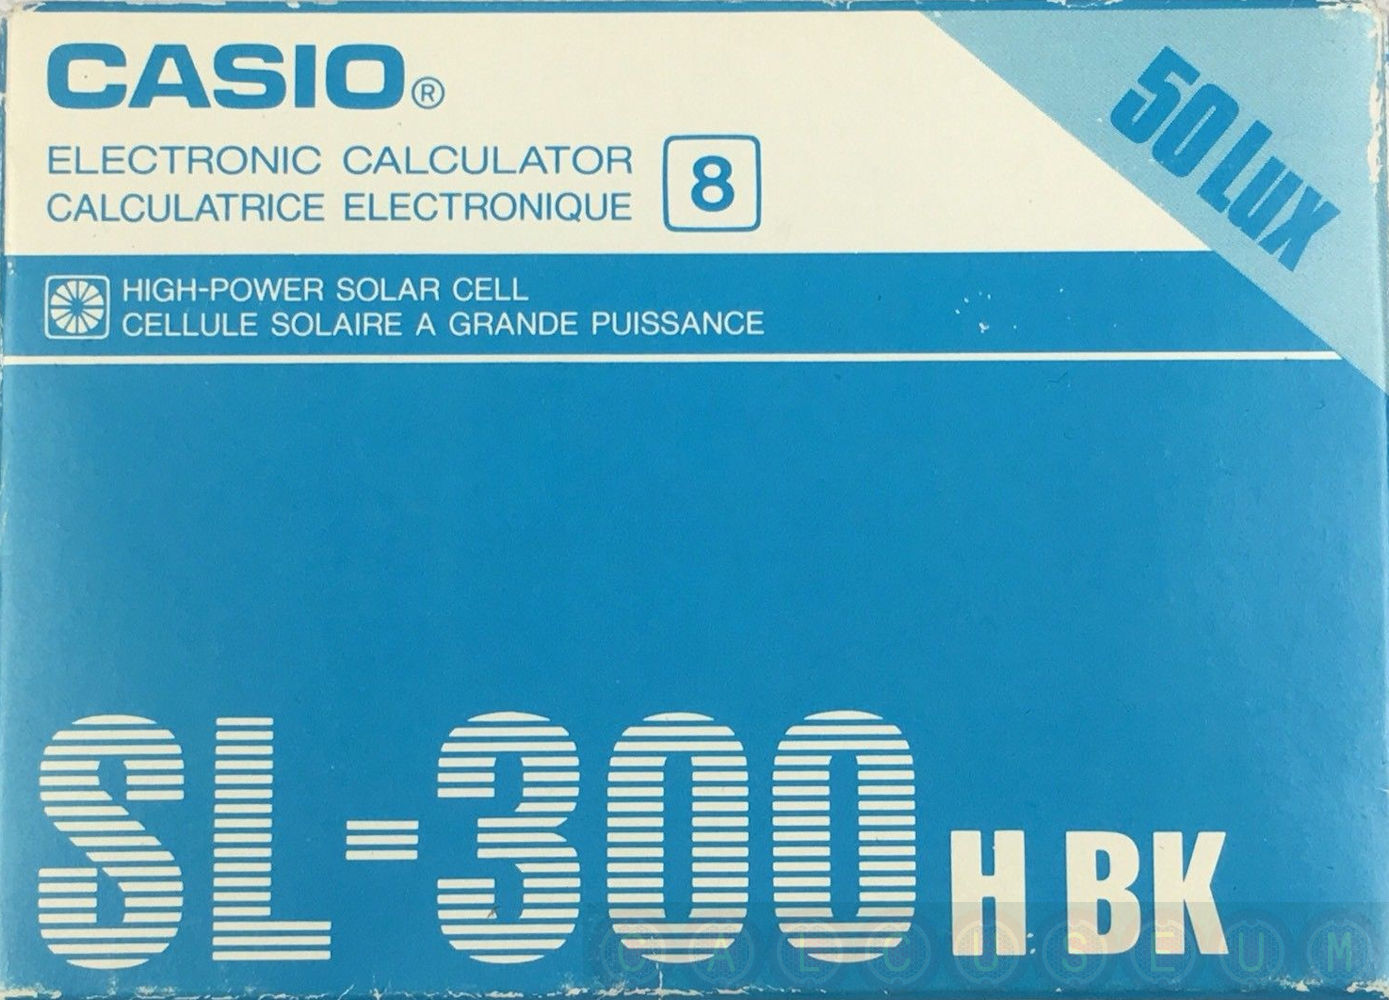 CASIO®
ELECTRONIC CALCULATOR
CALCULATRICE ELECTRONIQUE
8
50 Lux
HIGH-POWER SOLAR CELL
CELLULE SOLAIRE A GRANDE PUISSANCE
SL-300 H BK
CALCUSEUM